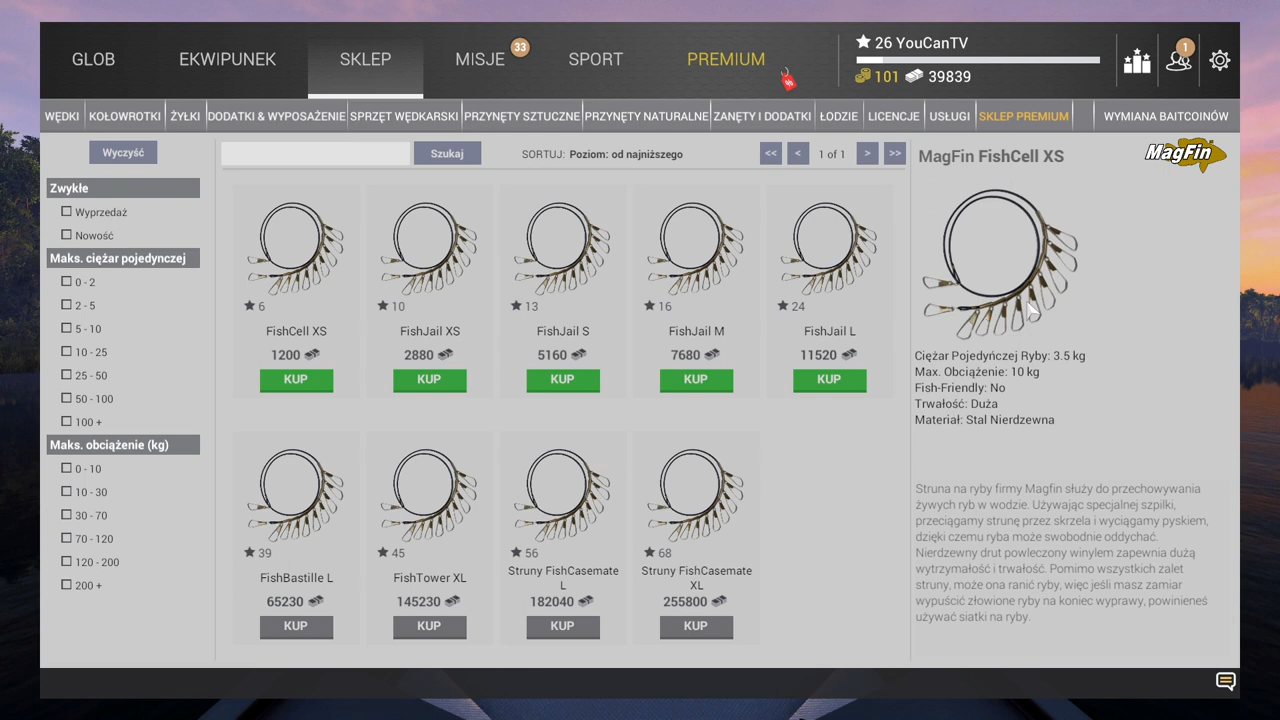 GLOB EKWIPUNEK SKLEP MISJE 33 SPORT PREMIUM %
26 YouCanTV
101 39839
1
WĘDKI KOŁOWROTKI ŻYŁKI DODATKI & WYPOSAŻENIE SPRZĘT WĘDKARSKI PRZYNĘTY SZTUCZNE PRZYNĘTY NATURALNE ZANĘTY I DODATKI ŁODZIE LICENCJE USŁUGI SKLEP PREMIUM WYMIANA BAITCOINÓW
Wyczyść
Zwykłe
Wyprzedaż
Nowość
Maks. ciężar pojedynczej
0 - 2
2 - 5
5 - 10
10 - 25
25 - 50
50 - 100
100 +
Maks. obciążenie (kg)
0 - 10
10 - 30
30 - 70
70 - 120
120 - 200
200 +
Szukaj SORTUJ: Poziom: od najniższego << < 1 of 1 > >>
6 10 13 16 24
FishCell XS FishJail XS FishJail S FishJail M FishJail L
1200 2880 5160 7680 11520
KUP KUP KUP KUP KUP
39 45 56 68
FishBastille L FishTower XL Struny FishCasemate L Struny FishCasemate XL
65230 145230 182040 255800
KUP KUP KUP KUP
MagFin FishCell XS MagFin
Ciężar Pojedyńczej Ryby: 3.5 kg
Max. Obciążenie: 10 kg
Fish-Friendly: No
Trwałość: Duża
Materiał: Stal Nierdzewna
Struna na ryby firmy Magfin służy do przechowywania
żywych ryb w wodzie. Używając specjalnej szpilki,
przeciągamy strunę przez skrzela i wyciągamy pyskiem,
dzięki czemu ryba może swobodnie oddychać.
Nierdzewny drut powleczony winylem zapewnia dużą
wytrzymałość i trwałość. Pomimo wszystkich zalet
struny, może ona ranić ryby, więc jeśli masz zamiar
wypuścić złowione ryby na koniec wyprawy, powinieneś
używać siatki na ryby.